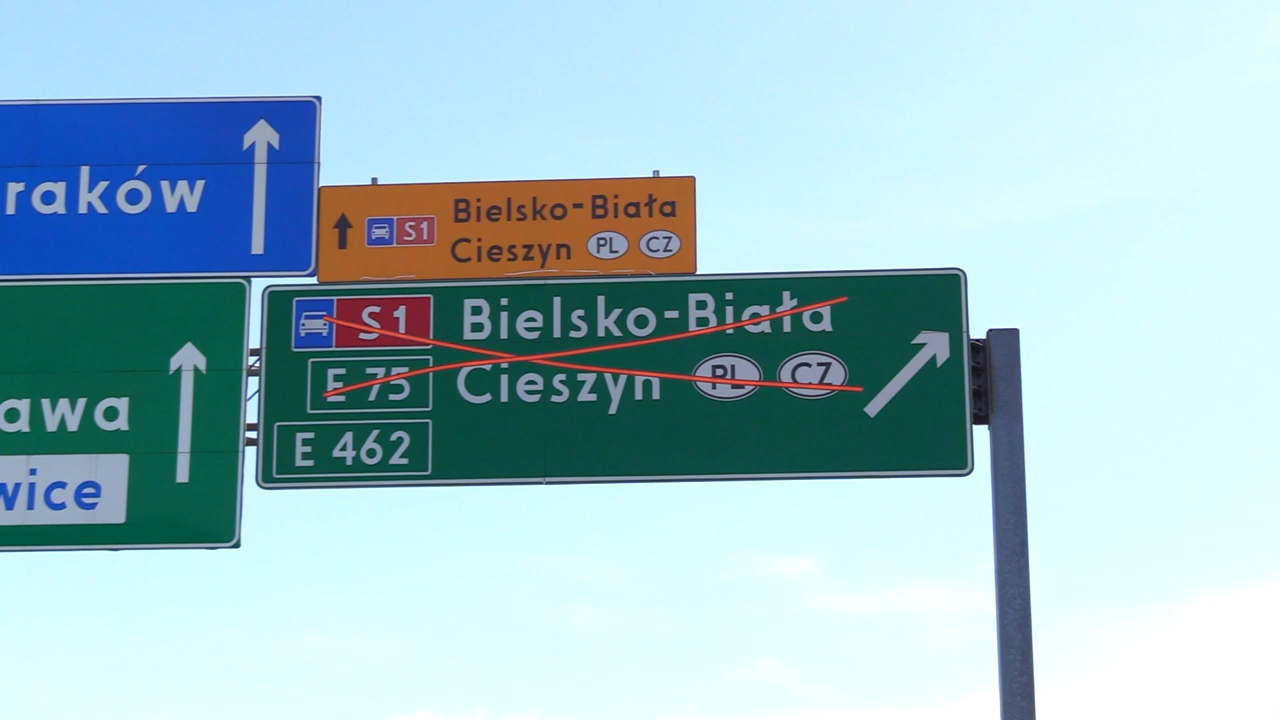 raków
S1 Bielsko-Biała
Cieszyn PL CZ
awa
wice
S1 Bielsko-Biała
E 75 Cieszyn PL CZ
E 462